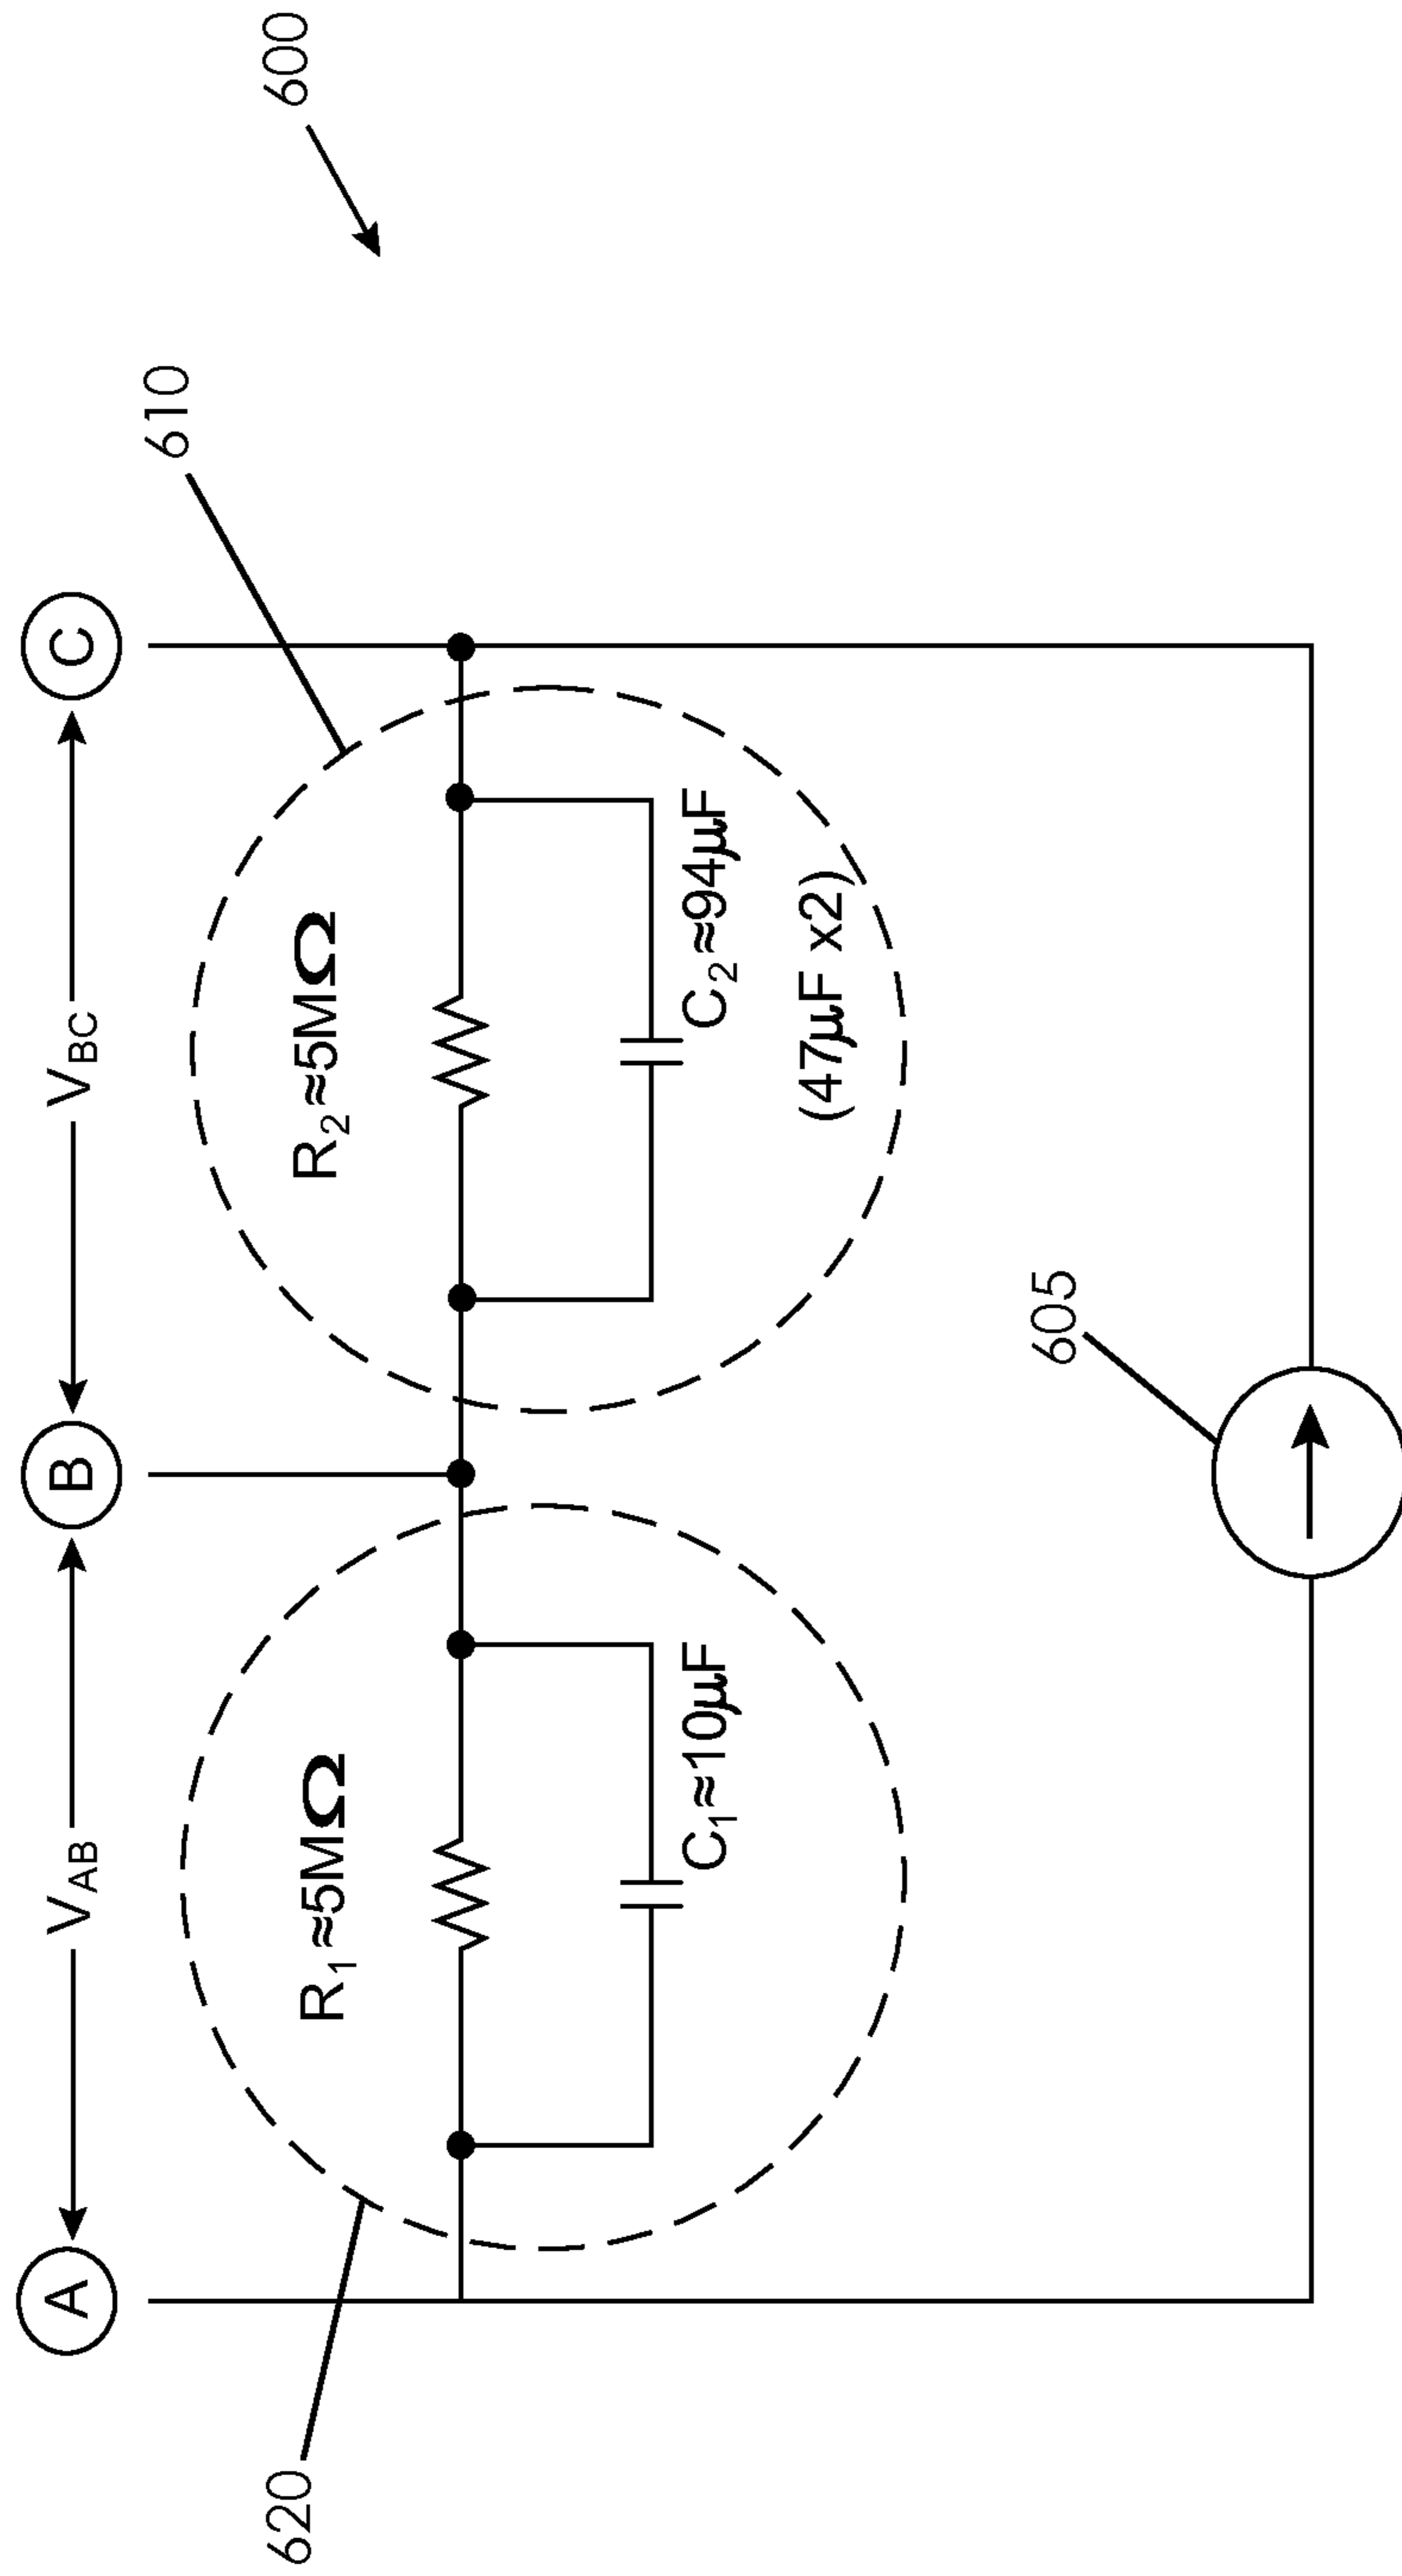 600
A
V_AB
B
V_BC
C
610
620
R₁≈5MΩ
C₁≈10µF
R₂≈5MΩ
C₂≈94µF
(47µF x2)
605